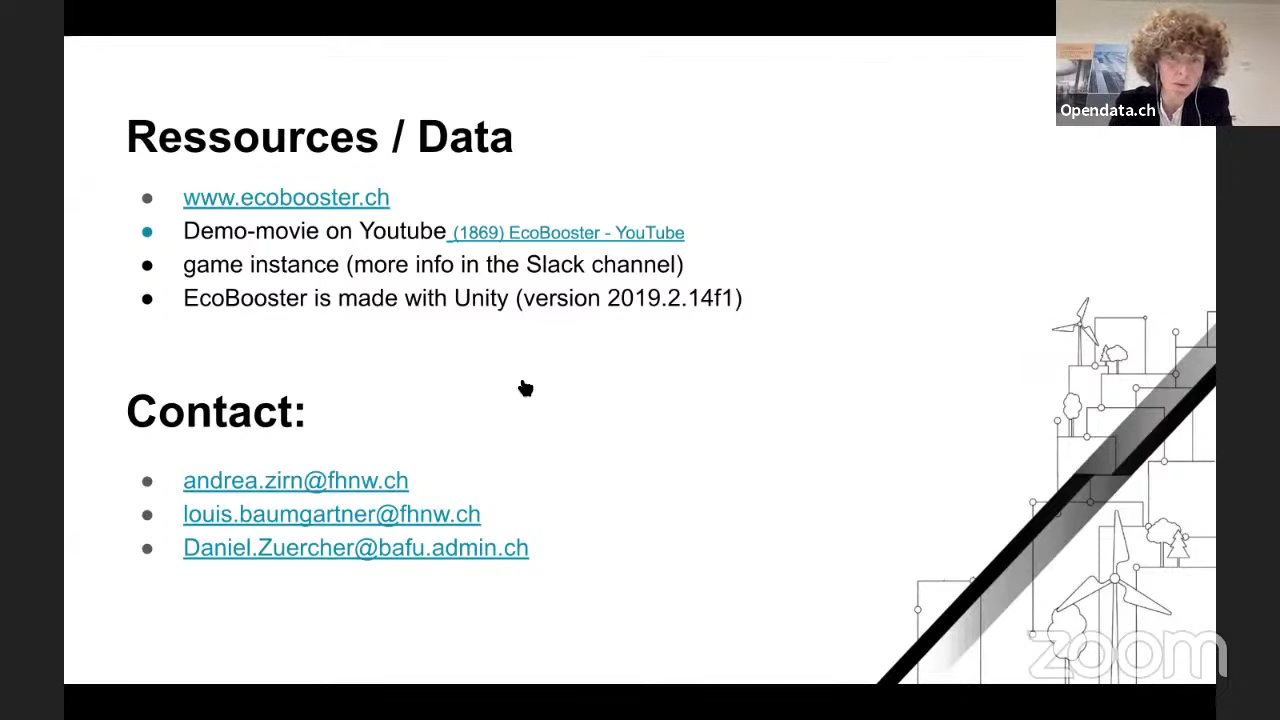 Opendata.ch
Ressources / Data
www.ecobooster.ch
Demo-movie on Youtube (1869) EcoBooster - YouTube
game instance (more info in the Slack channel)
EcoBooster is made with Unity (version 2019.2.14f1)
Contact:
andrea.zirn@fhnw.ch
louis.baumgartner@fhnw.ch
Daniel.Zuercher@bafu.admin.ch
zoom